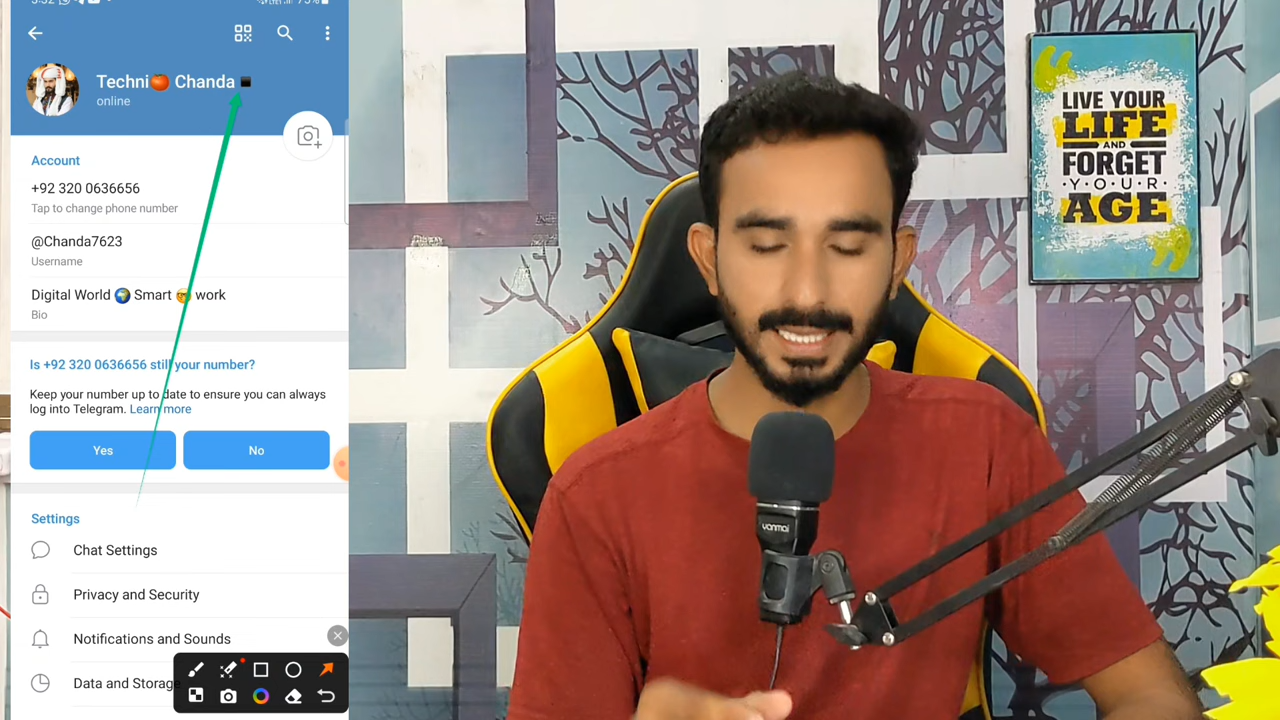 Techni🍅 Chanda
online
Account
+92 320 0636656
Tap to change phone number
@Chanda7623
Username
Digital World 🌍 Smart 🤫 work
Bio
Is +92 320 0636656 still your number?
Keep your number up to date to ensure you can always
log into Telegram. Learn more
Yes
No
Settings
Chat Settings
Privacy and Security
Notifications and Sounds
Data and Storage
LIVE YOUR
LIFE
AND
FORGET
·Y·O·U·R·
AGE
vanmai